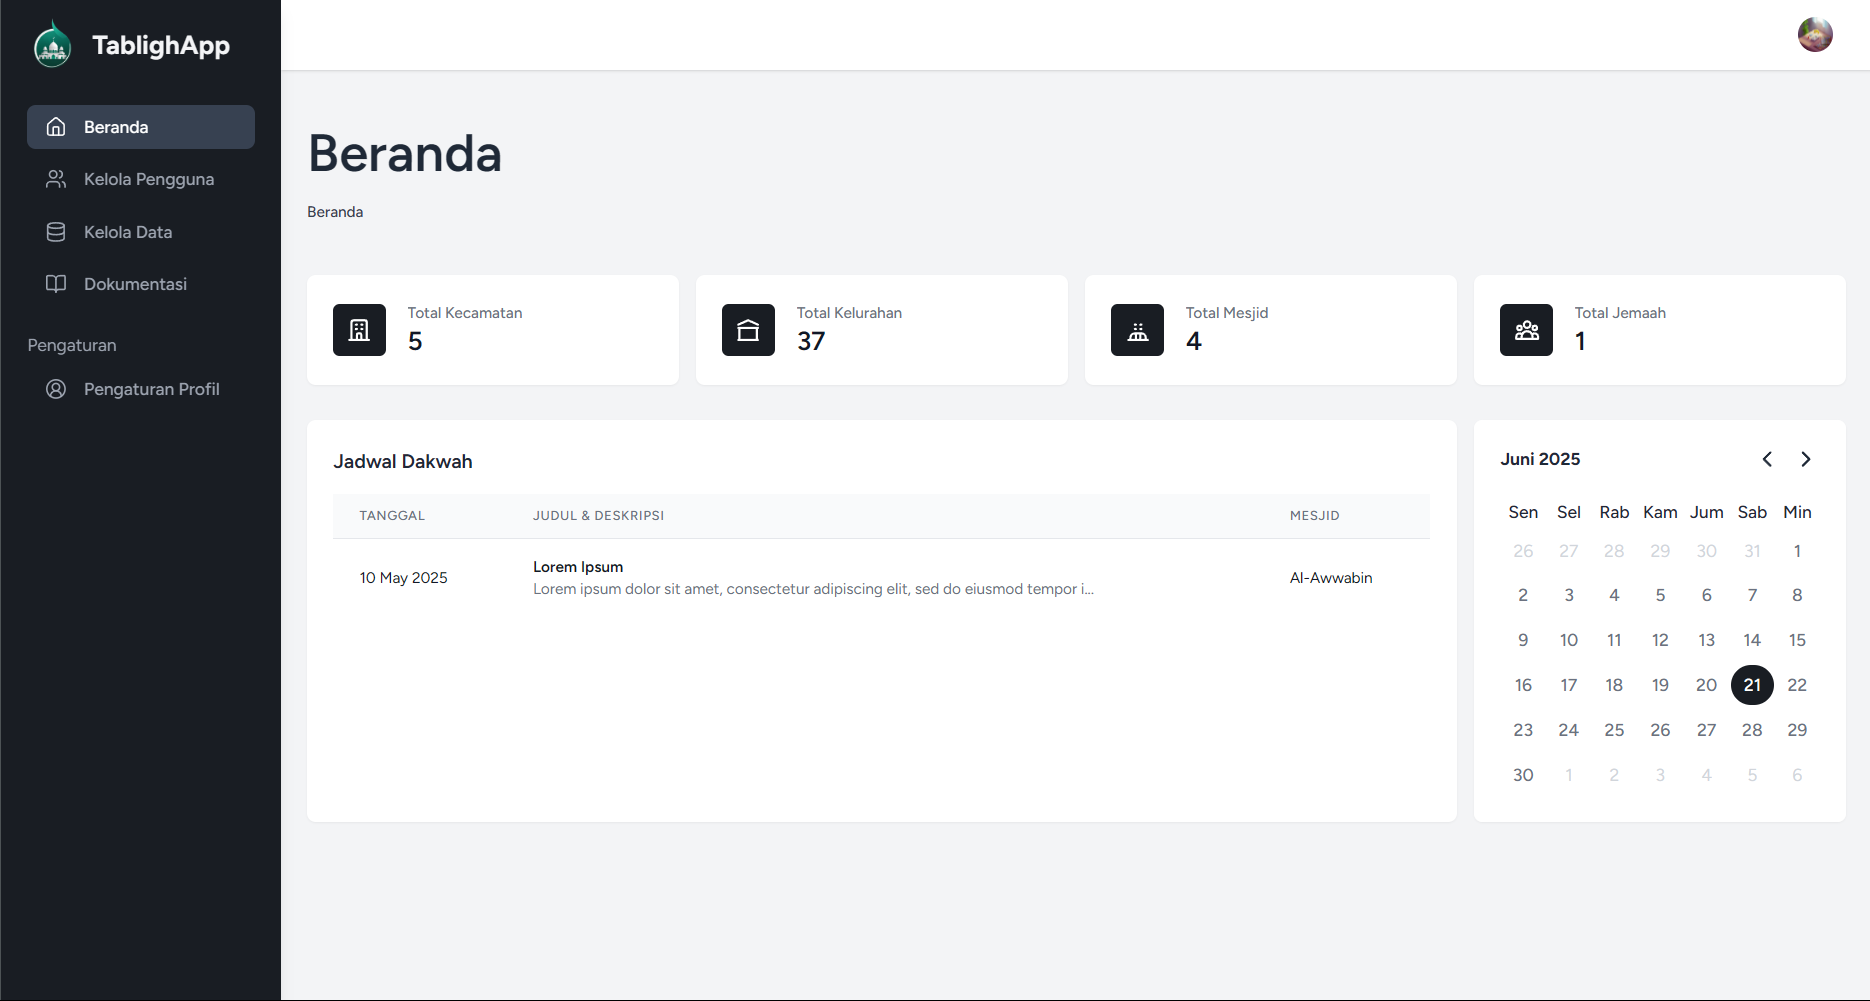 TablighApp
Beranda
Kelola Pengguna
Kelola Data
Dokumentasi
Pengaturan
Pengaturan Profil
Beranda
Beranda
Total Kecamatan
5
Total Kelurahan
37
Total Mesjid
4
Total Jemaah
1
Jadwal Dakwah
TANGGAL JUDUL & DESKRIPSI MESJID
10 May 2025
Lorem Ipsum
Lorem ipsum dolor sit amet, consectetur adipiscing elit, sed do eiusmod tempor i...
Al-Awwabin
Juni 2025
Sen Sel Rab Kam Jum Sab Min
26 27 28 29 30 31 1
2 3 4 5 6 7 8
9 10 11 12 13 14 15
16 17 18 19 20 21 22
23 24 25 26 27 28 29
30 1 2 3 4 5 6